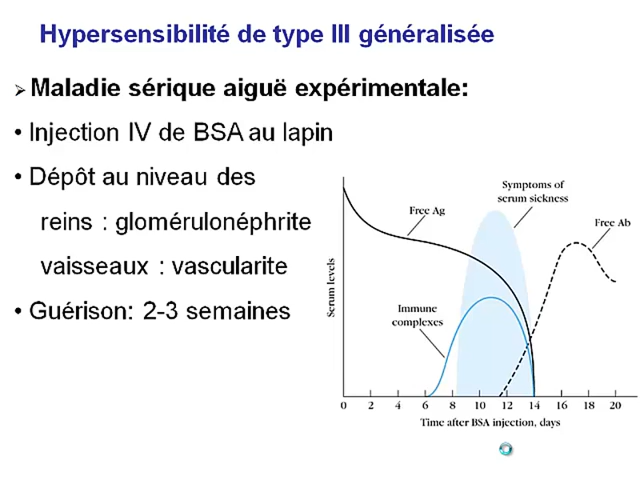 Hypersensibilité de type III généralisée
➢ Maladie sérique aiguë expérimentale:
• Injection IV de BSA au lapin
• Dépôt au niveau des
reins : glomérulonéphrite
vaisseaux : vascularite
• Guérison: 2-3 semaines
Symptoms of
serum sickness
Free Ag
Free Ab
Immune
complexes
Serum levels
0 2 4 6 8 10 12 14 16 18 20
Time after BSA injection, days